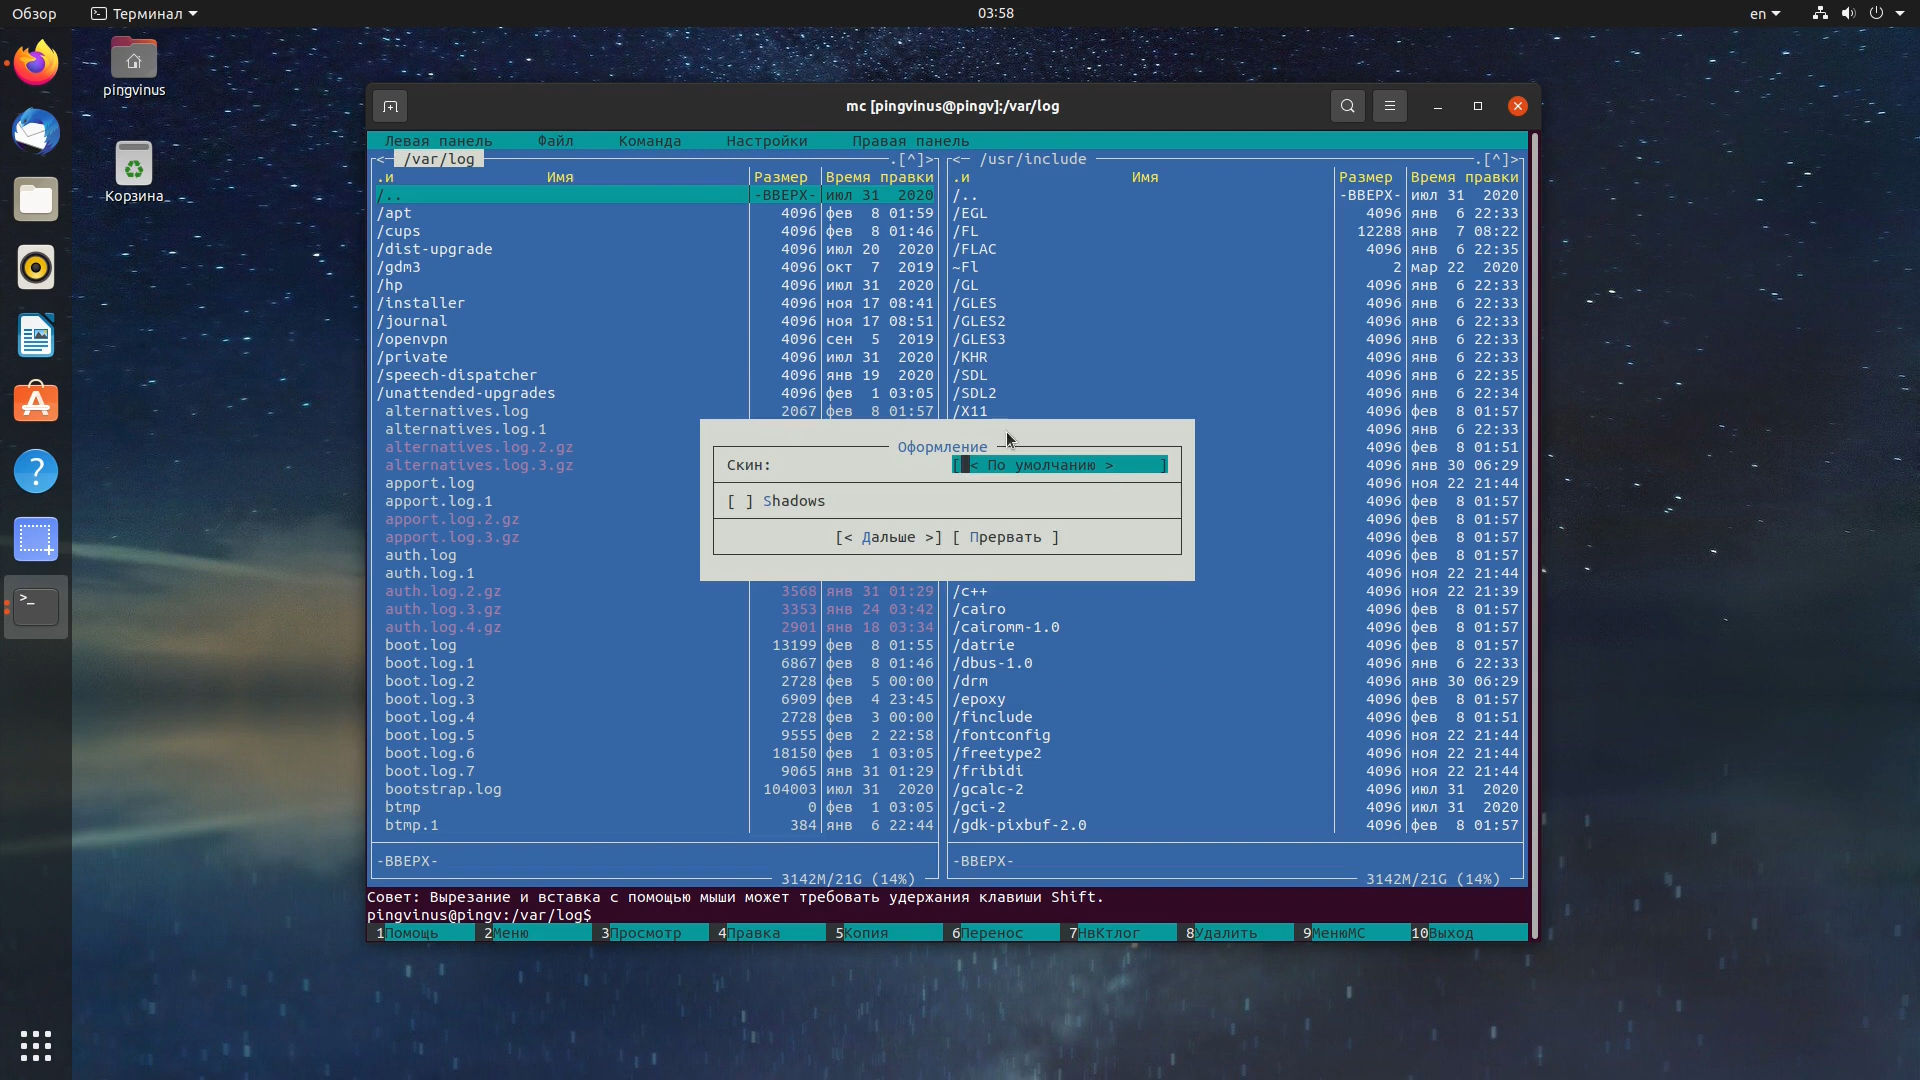 Обзор
Терминал
03:58
en
pingvinus
Корзина
mc [pingvinus@pingv]:/var/log
Левая панель Файл Команда Настройки Правая панель
<─ /var/log .[^]>
.и Имя Размер Время правки
/.. -ВВЕРХ- июл 31 2020
/apt 4096 фев 8 01:59
/cups 4096 фев 8 01:46
/dist-upgrade 4096 июл 20 2020
/gdm3 4096 окт 7 2019
/hp 4096 июл 31 2020
/installer 4096 ноя 17 08:41
/journal 4096 ноя 17 08:51
/openvpn 4096 сен 5 2019
/private 4096 июл 31 2020
/speech-dispatcher 4096 янв 19 2020
/unattended-upgrades 4096 фев 1 03:05
alternatives.log 2067 фев 8 01:57
alternatives.log.1
alternatives.log.2.gz
alternatives.log.3.gz
apport.log
apport.log.1
apport.log.2.gz
apport.log.3.gz
auth.log
auth.log.1
auth.log.2.gz 3568 янв 31 01:29
auth.log.3.gz 3353 янв 24 03:42
auth.log.4.gz 2901 янв 18 03:34
boot.log 13199 фев 8 01:55
boot.log.1 6867 фев 8 01:46
boot.log.2 2728 фев 5 00:00
boot.log.3 6909 фев 4 23:45
boot.log.4 2728 фев 3 00:00
boot.log.5 9555 фев 2 22:58
boot.log.6 18150 фев 1 03:05
boot.log.7 9065 янв 31 01:29
bootstrap.log 104003 июл 31 2020
btmp 0 фев 1 03:05
btmp.1 384 янв 6 22:44
-ВВЕРХ-
3142M/21G (14%)
<─ /usr/include .[^]>
.и Имя Размер Время правки
/.. -ВВЕРХ- июл 31 2020
/EGL 4096 янв 6 22:33
/FL 12288 янв 7 08:22
/FLAC 4096 янв 6 22:35
~Fl 2 мар 22 2020
/GL 4096 янв 6 22:33
/GLES 4096 янв 6 22:33
/GLES2 4096 янв 6 22:33
/GLES3 4096 янв 6 22:33
/KHR 4096 янв 6 22:33
/SDL 4096 янв 6 22:35
/SDL2 4096 янв 6 22:34
/X11 4096 фев 8 01:57
4096 янв 6 22:33
4096 фев 8 01:51
4096 янв 30 06:29
4096 ноя 22 21:44
4096 фев 8 01:57
4096 фев 8 01:57
4096 фев 8 01:57
4096 фев 8 01:57
4096 ноя 22 21:44
/c++ 4096 ноя 22 21:39
/cairo 4096 фев 8 01:57
/cairomm-1.0 4096 фев 8 01:57
/datrie 4096 фев 8 01:57
/dbus-1.0 4096 янв 6 22:33
/drm 4096 янв 30 06:29
/epoxy 4096 фев 8 01:57
/finclude 4096 фев 8 01:51
/fontconfig 4096 ноя 22 21:44
/freetype2 4096 ноя 22 21:44
/fribidi 4096 ноя 22 21:44
/gcalc-2 4096 июл 31 2020
/gci-2 4096 июл 31 2020
/gdk-pixbuf-2.0 4096 фев 8 01:57
-ВВЕРХ-
3142M/21G (14%)
Оформление
Скин: [< По умолчанию > ]
[ ] Shadows
[< Дальше >] [ Прервать ]
Совет: Вырезание и вставка с помощью мыши может требовать удержания клавиши Shift.
pingvinus@pingv:/var/log$
1Помощь 2Меню 3Просмотр 4Правка 5Копия 6Перенос 7НвКтлог 8Удалить 9МенюMC 10Выход